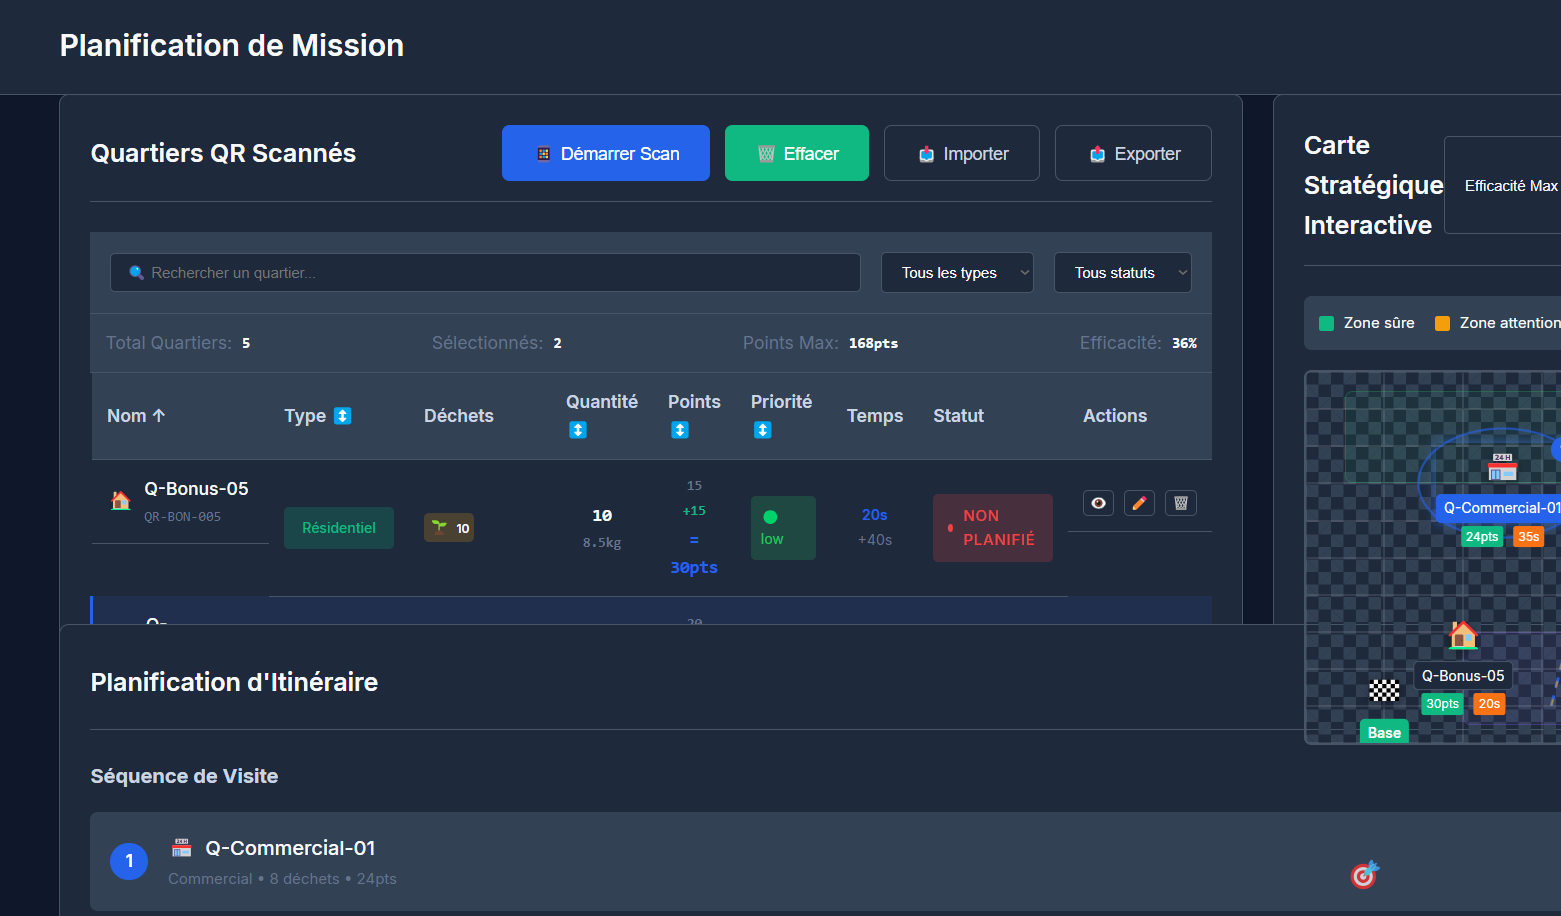 Planification de Mission
Quartiers QR Scannés
Démarrer Scan
Effacer
Importer
Exporter
Rechercher un quartier...
Tous les types
Tous statuts
Total Quartiers: 5
Sélectionnés: 2
Points Max: 168pts
Efficacité: 36%
Nom ↑
Type
Déchets
Quantité
Points
Priorité
Temps
Statut
Actions
Q-Bonus-05
QR-BON-005
Résidentiel
10
10
8.5kg
15
+15
=
30pts
low
20s
+40s
NON
PLANIFIÉ
Q-
20
Carte
Stratégique
Interactive
Efficacité Max
Zone sûre
Zone attention
24 H
Q-Commercial-01
24pts
35s
Q-Bonus-05
30pts
20s
Base
Planification d'Itinéraire
Séquence de Visite
1
24 H
Q-Commercial-01
Commercial • 8 déchets • 24pts